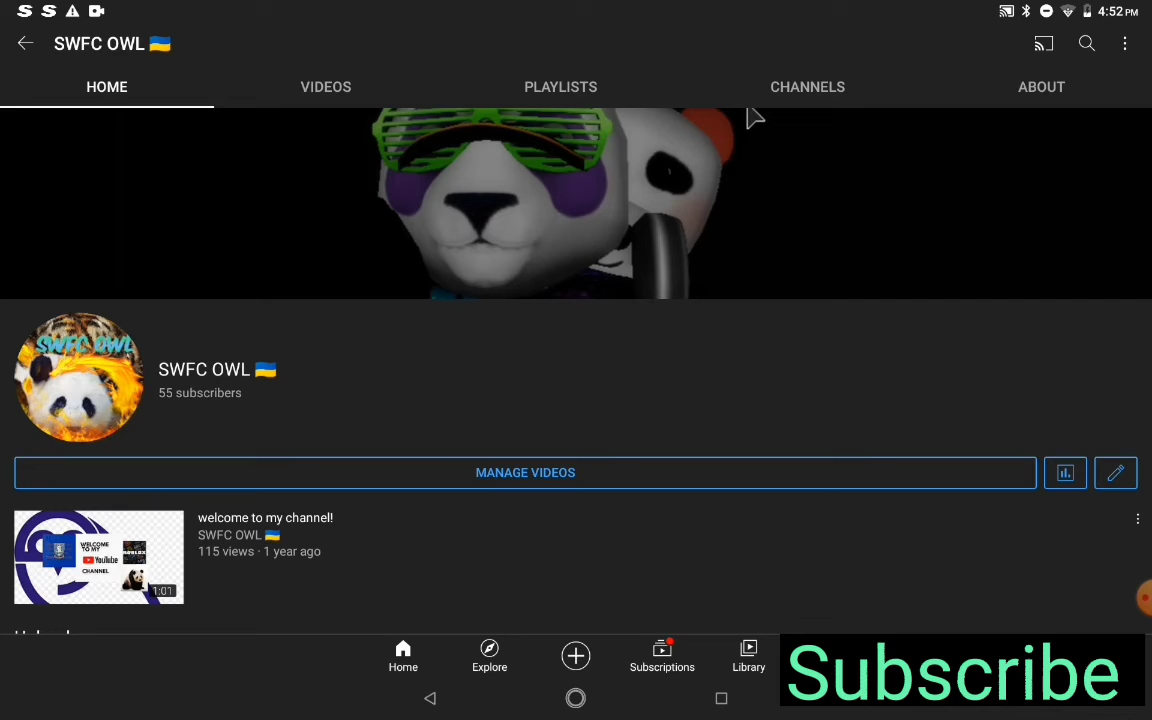 4:52 PM
SWFC OWL 🇺🇦
HOME
VIDEOS
PLAYLISTS
CHANNELS
ABOUT
SWFC OWL
SWFC OWL 🇺🇦
55 subscribers
MANAGE VIDEOS
WELCOME
TO MY
YouTube
CHANNEL
ROBLOX
1:01
welcome to my channel!
SWFC OWL 🇺🇦
115 views · 1 year ago
Home
Explore
Subscriptions
Library
Subscribe